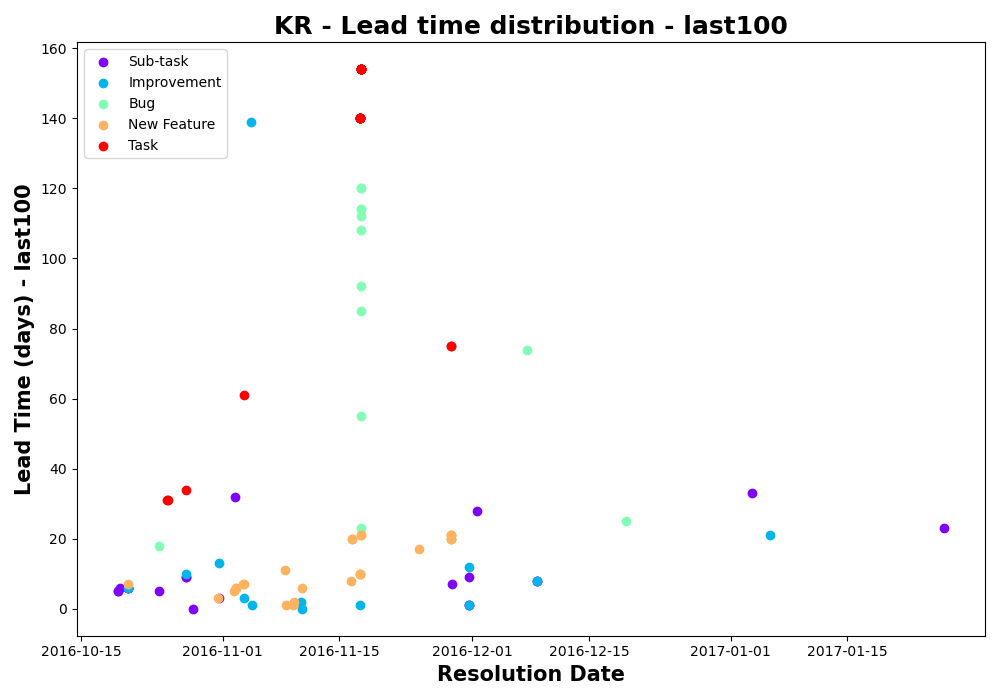 KR - Lead time distribution - last100
Sub-task
Improvement
Bug
New Feature
Task
Lead Time (days) - last100
160
140
120
100
80
60
40
20
0
2016-10-15
2016-11-01
2016-11-15
2016-12-01
2016-12-15
2017-01-01
2017-01-15
Resolution Date